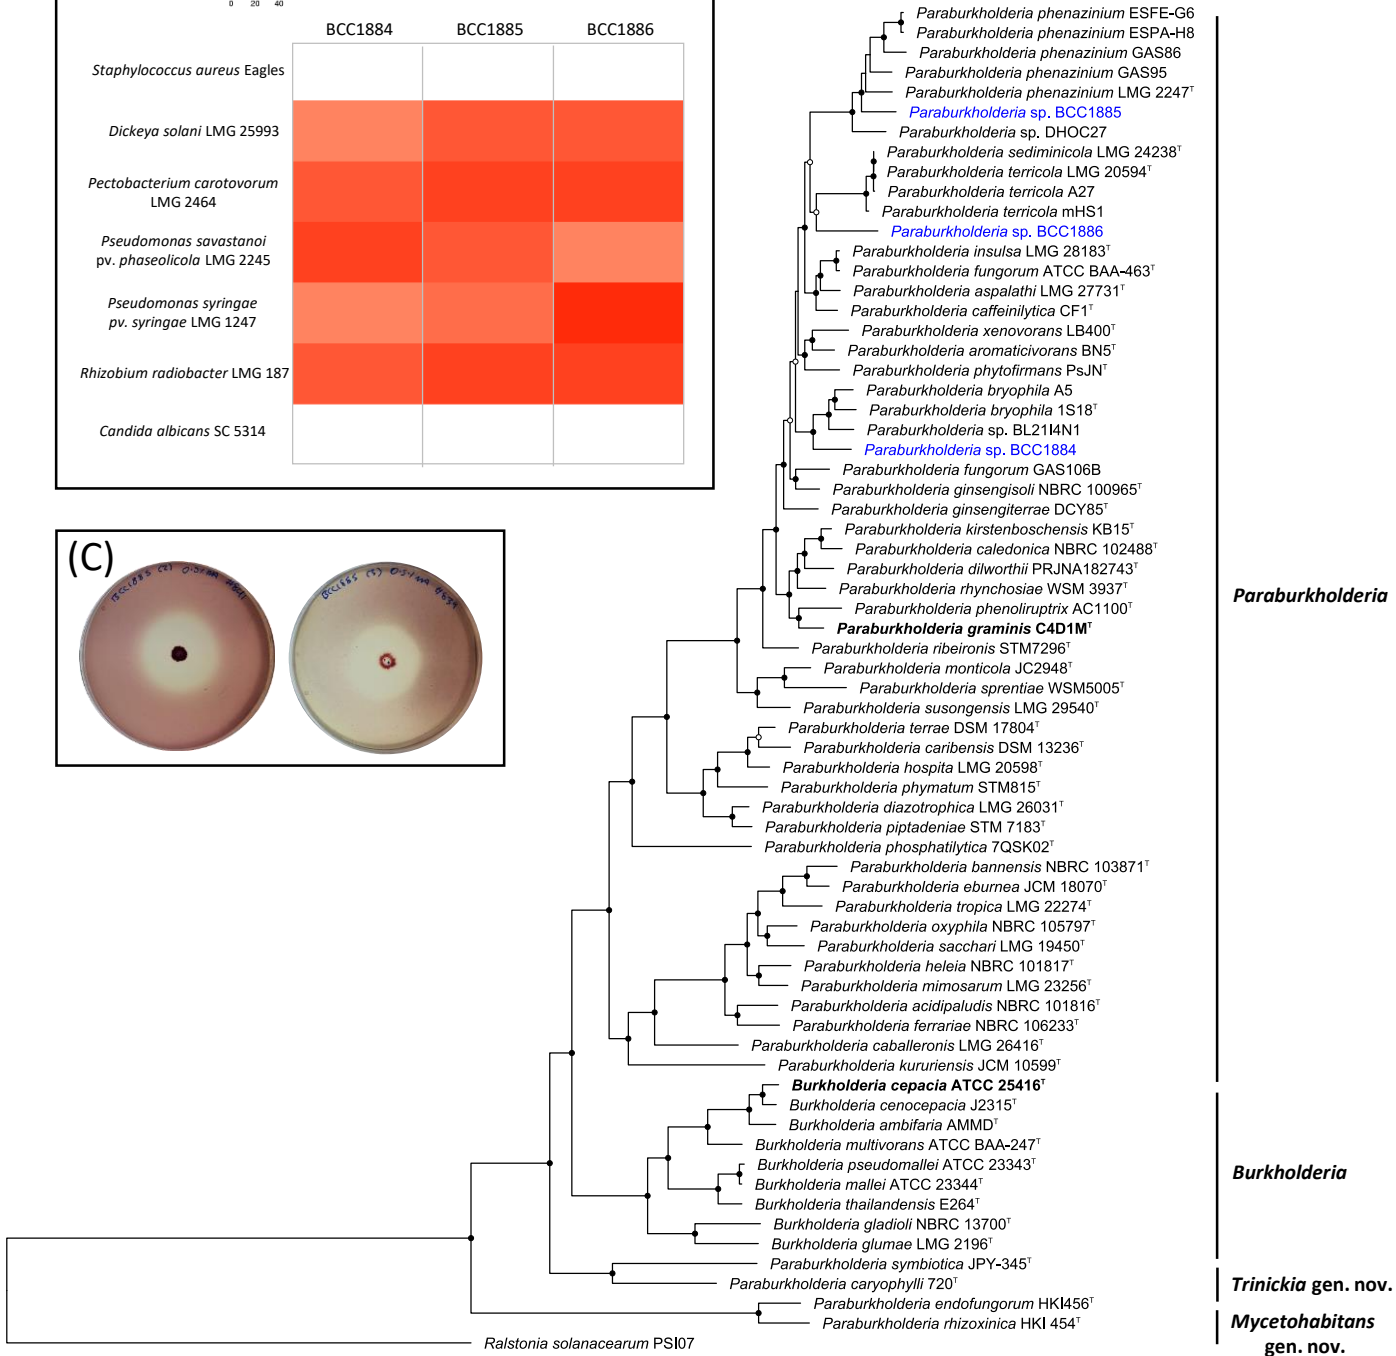 0 20 40
BCC1884 BCC1885 BCC1886
Staphylococcus aureus Eagles
Dickeya solani LMG 25993
Pectobacterium carotovorum
LMG 2464
Pseudomonas savastanoi
pv. phaseolicola LMG 2245
Pseudomonas syringae
pv. syringae LMG 1247
Rhizobium radiobacter LMG 187
Candida albicans SC 5314
(C)
BCC1885
BCC1885
Paraburkholderia phenazinium ESFE-G6
Paraburkholderia phenazinium ESPA-H8
Paraburkholderia phenazinium GAS86
Paraburkholderia phenazinium GAS95
Paraburkholderia phenazinium LMG 2247ᵀ
Paraburkholderia sp. BCC1885
Paraburkholderia sp. DHOC27
Paraburkholderia sediminicola LMG 24238ᵀ
Paraburkholderia terricola LMG 20594ᵀ
Paraburkholderia terricola A27
Paraburkholderia terricola mHS1
Paraburkholderia sp. BCC1886
Paraburkholderia insulsa LMG 28183ᵀ
Paraburkholderia fungorum ATCC BAA-463ᵀ
Paraburkholderia aspalathi LMG 27731ᵀ
Paraburkholderia caffeinilytica CF1ᵀ
Paraburkholderia xenovorans LB400ᵀ
Paraburkholderia aromaticivorans BN5ᵀ
Paraburkholderia phytofirmans PsJNᵀ
Paraburkholderia bryophila A5
Paraburkholderia bryophila 1S18ᵀ
Paraburkholderia sp. BL21I4N1
Paraburkholderia sp. BCC1884
Paraburkholderia fungorum GAS106B
Paraburkholderia ginsengisoli NBRC 100965ᵀ
Paraburkholderia ginsengiterrae DCY85ᵀ
Paraburkholderia kirstenboschensis KB15ᵀ
Paraburkholderia caledonica NBRC 102488ᵀ
Paraburkholderia dilworthii PRJNA182743ᵀ
Paraburkholderia rhynchosiae WSM 3937ᵀ
Paraburkholderia phenoliruptrix AC1100ᵀ
Paraburkholderia graminis C4D1Mᵀ
Paraburkholderia ribeironis STM7296ᵀ
Paraburkholderia monticola JC2948ᵀ
Paraburkholderia sprentiae WSM5005ᵀ
Paraburkholderia susongensis LMG 29540ᵀ
Paraburkholderia terrae DSM 17804ᵀ
Paraburkholderia caribensis DSM 13236ᵀ
Paraburkholderia hospita LMG 20598ᵀ
Paraburkholderia phymatum STM815ᵀ
Paraburkholderia diazotrophica LMG 26031ᵀ
Paraburkholderia piptadeniae STM 7183ᵀ
Paraburkholderia phosphatilytica 7QSK02ᵀ
Paraburkholderia bannensis NBRC 103871ᵀ
Paraburkholderia eburnea JCM 18070ᵀ
Paraburkholderia tropica LMG 22274ᵀ
Paraburkholderia oxyphila NBRC 105797ᵀ
Paraburkholderia sacchari LMG 19450ᵀ
Paraburkholderia heleia NBRC 101817ᵀ
Paraburkholderia mimosarum LMG 23256ᵀ
Paraburkholderia acidipaludis NBRC 101816ᵀ
Paraburkholderia ferrariae NBRC 106233ᵀ
Paraburkholderia caballeronis LMG 26416ᵀ
Paraburkholderia kururiensis JCM 10599ᵀ
Burkholderia cepacia ATCC 25416ᵀ
Burkholderia cenocepacia J2315ᵀ
Burkholderia ambifaria AMMDᵀ
Burkholderia multivorans ATCC BAA-247ᵀ
Burkholderia pseudomallei ATCC 23343ᵀ
Burkholderia mallei ATCC 23344ᵀ
Burkholderia thailandensis E264ᵀ
Burkholderia gladioli NBRC 13700ᵀ
Burkholderia glumae LMG 2196ᵀ
Paraburkholderia symbiotica JPY-345ᵀ
Paraburkholderia caryophylli 720ᵀ
Paraburkholderia endofungorum HKI456ᵀ
Paraburkholderia rhizoxinica HKI 454ᵀ
Ralstonia solanacearum PSI07
Paraburkholderia
Burkholderia
Trinickia gen. nov.
Mycetohabitans
gen. nov.